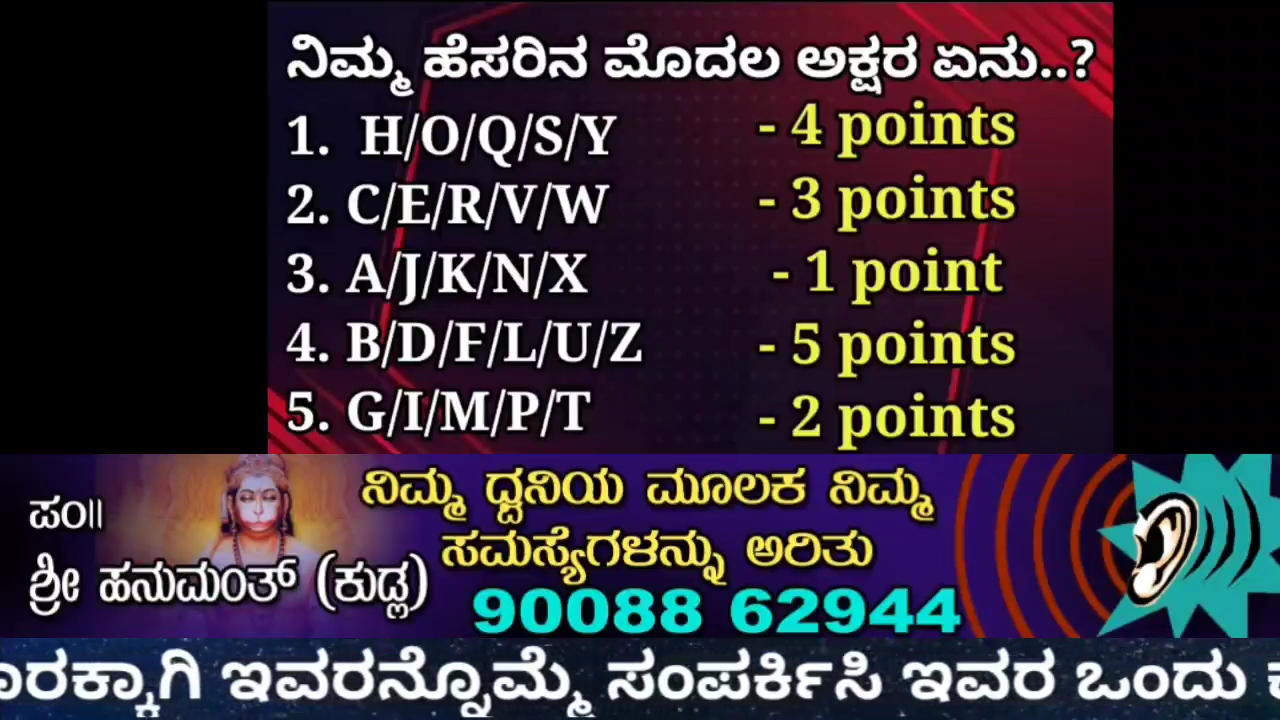 ನಿಮ್ಮ ಹೆಸರಿನ ಮೊದಲ ಅಕ್ಷರ ಏನು..?
1. H/O/Q/S/Y - 4 points
2. C/E/R/V/W - 3 points
3. A/J/K/N/X - 1 point
4. B/D/F/L/U/Z - 5 points
5. G/I/M/P/T - 2 points
ಪಂ॥
ಶ್ರೀ ಹನುಮಂತ್ (ಕುಡ್ಲ)
ನಿಮ್ಮ ಧ್ವನಿಯ ಮೂಲಕ ನಿಮ್ಮ
ಸಮಸ್ಯೆಗಳನ್ನು ಅರಿತು
90088 62944
ಇವರನ್ನೊಮ್ಮೆ ಸಂಪರ್ಕಿಸಿ ಇವರ ಒಂದು